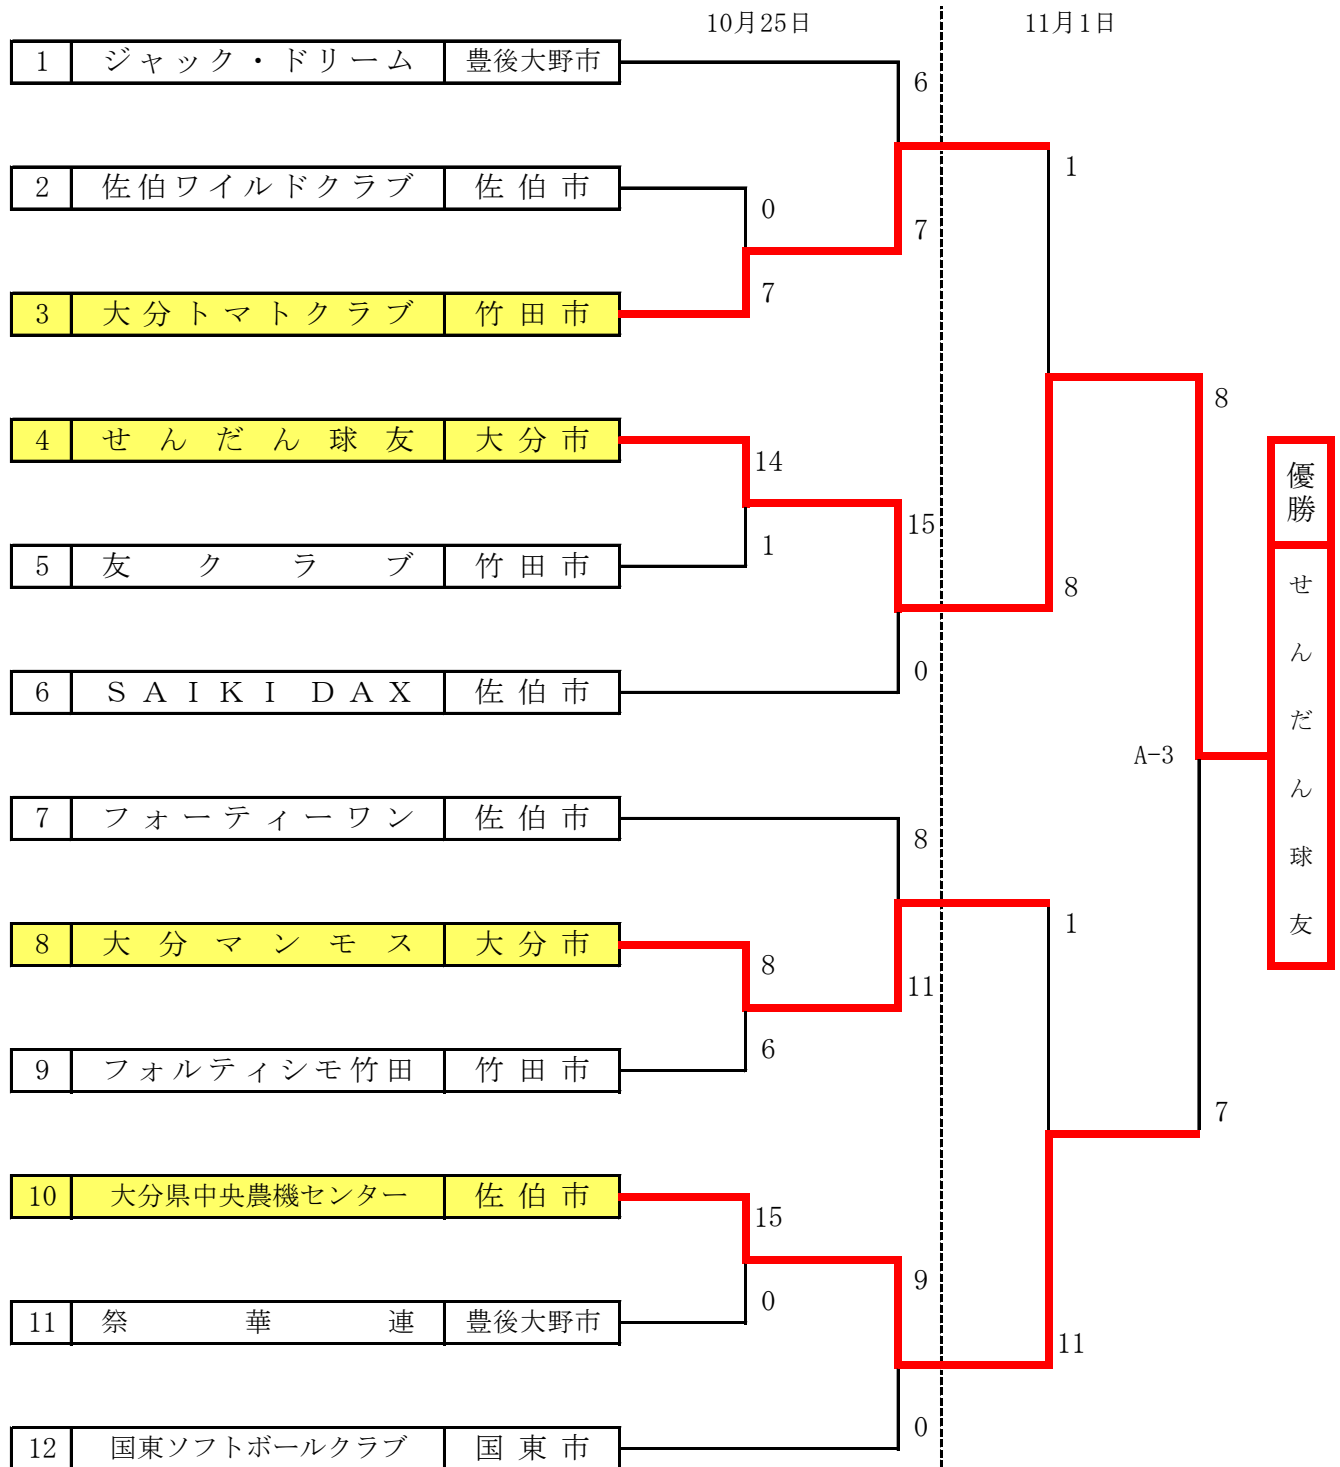 10月25日 11月1日
1 ジャック・ドリーム 豊後大野市
6
2 佐伯ワイルドクラブ 佐伯市
1
0
7
3 大分トマトクラブ 竹田市
7
8
4 せんだん球友 大分市
14
優勝
15
5 友クラブ 竹田市
1
8
せんだん球友
6 SAIKI DAX 佐伯市
0
A-3
7 フォーティーワン 佐伯市
8
8 大分マンモス 大分市
1
8
11
9 フォルティシモ竹田 竹田市
6
7
10 大分県中央農機センター 佐伯市
15
9
11 祭華連 豊後大野市
0
11
12 国東ソフトボールクラブ 国東市
0